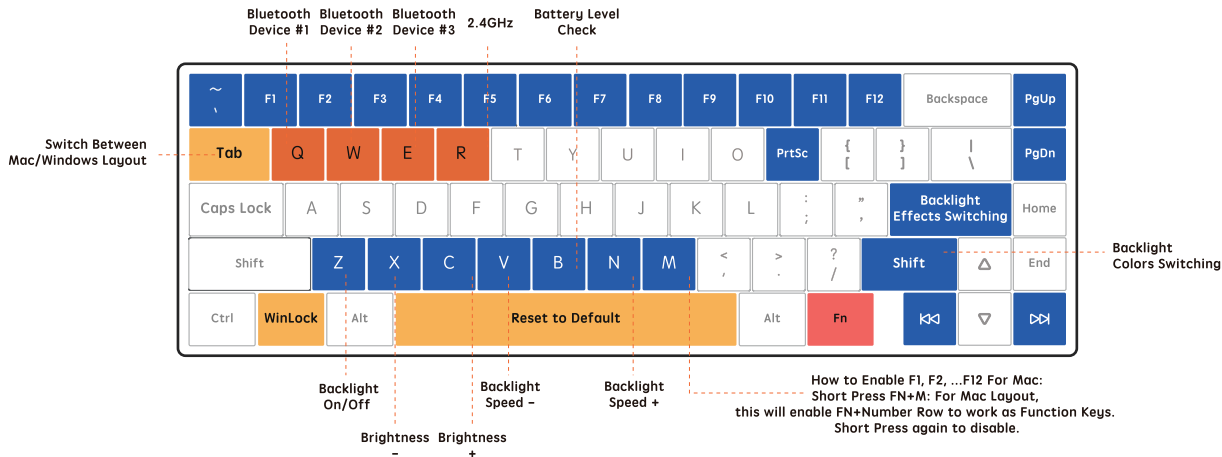 Bluetooth
Device #1
Bluetooth
Device #2
Bluetooth
Device #3
2.4GHz
Battery Level
Check
~
`
F1
F2
F3
F4
F5
F6
F7
F8
F9
F10
F11
F12
Backspace
PgUp
Switch Between
Mac/Windows Layout
Tab
Q
W
E
R
T
Y
U
I
O
PrtSc
{
[
}
]
|
\
PgDn
Caps Lock
A
S
D
F
G
H
J
K
L
:
;
"
,
Backlight
Effects Switching
Home
Shift
Z
X
C
V
B
N
M
<
,
>
.
?
/
Shift
End
Backlight
Colors Switching
Ctrl
WinLock
Alt
Reset to Default
Alt
Fn
Backlight
On/Off
Brightness
–
Brightness
+
Backlight
Speed –
Backlight
Speed +
How to Enable F1, F2, ...F12 For Mac:
Short Press FN+M: For Mac Layout,
this will enable FN+Number Row to work as Function Keys.
Short Press again to disable.